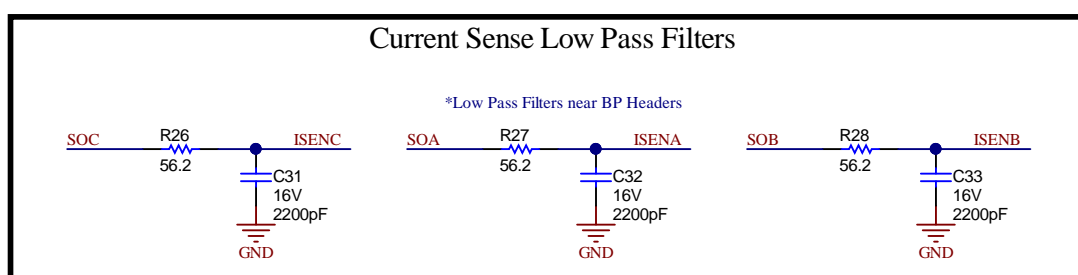 Current Sense Low Pass Filters
*Low Pass Filters near BP Headers
SOC R26 ISENC SOA R27 ISENA SOB R28 ISENB
56.2 56.2 56.2
C31 C32 C33
16V 16V 16V
2200pF 2200pF 2200pF
GND GND GND